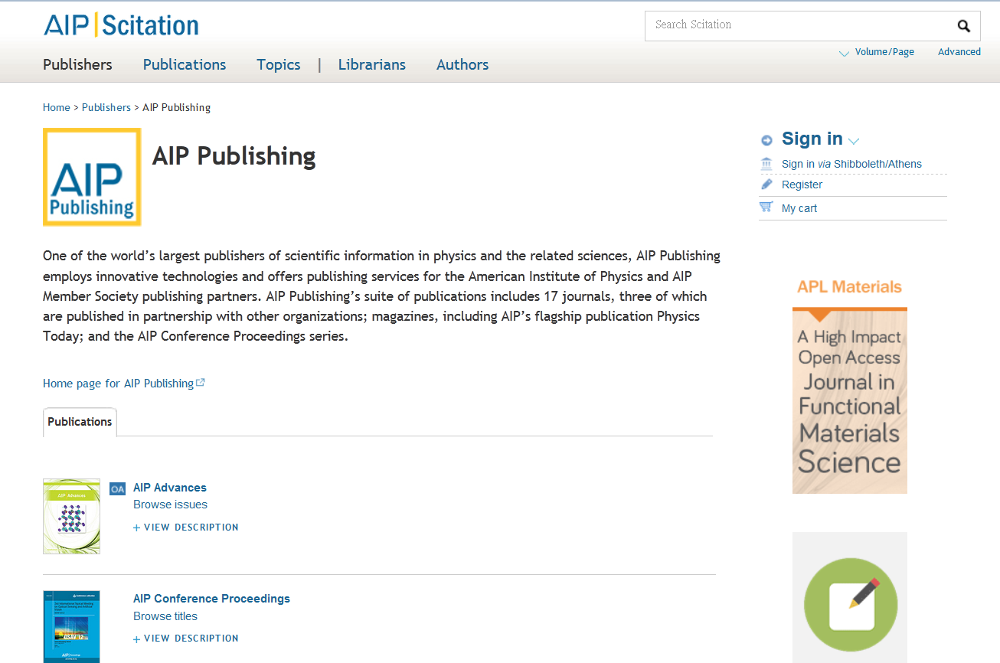 AIP|Scitation
Search Scitation
Volume/Page Advanced
Publishers Publications Topics | Librarians Authors
Home > Publishers > AIP Publishing
AIP
Publishing
AIP Publishing
Sign in
Sign in via Shibboleth/Athens
Register
My cart
One of the world’s largest publishers of scientific information in physics and the related sciences, AIP Publishing
employs innovative technologies and offers publishing services for the American Institute of Physics and AIP
Member Society publishing partners. AIP Publishing’s suite of publications includes 17 journals, three of which
are published in partnership with other organizations; magazines, including AIP’s flagship publication Physics
Today; and the AIP Conference Proceedings series.
Home page for AIP Publishing
Publications
AIP Advances
OA
AIP Advances
Browse issues
+ VIEW DESCRIPTION
AIP Conference Proceedings
Browse titles
+ VIEW DESCRIPTION
APL Materials
A High Impact
Open Access
Journal in
Functional
Materials
Science